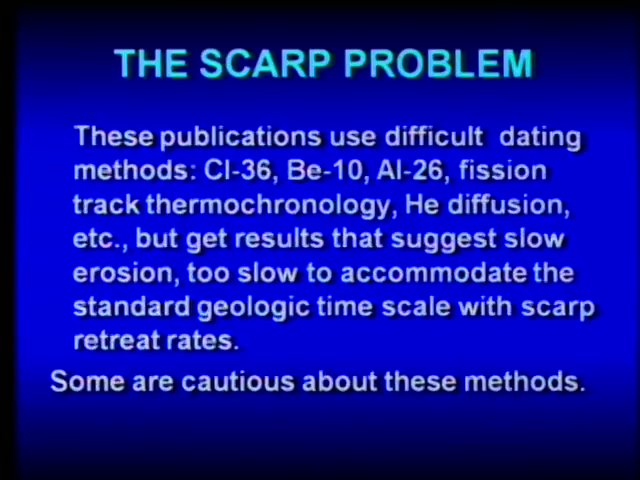 THE SCARP PROBLEM
These publications use difficult dating
methods: Cl-36, Be-10, Al-26, fission
track thermochronology, He diffusion,
etc., but get results that suggest slow
erosion, too slow to accommodate the
standard geologic time scale with scarp
retreat rates.
Some are cautious about these methods.